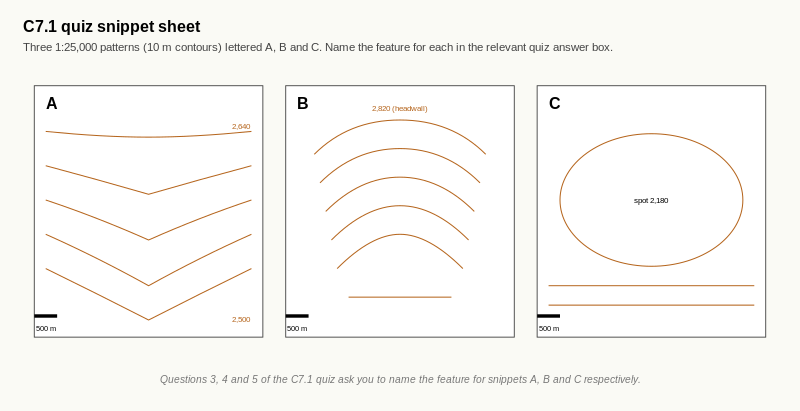 C7.1 quiz snippet sheet
Three 1:25,000 patterns (10 m contours) lettered A, B and C. Name the feature for each in the relevant quiz answer box.
A
2,640
2,500
500 m
B
2,820 (headwall)
500 m
C
spot 2,180
500 m
Questions 3, 4 and 5 of the C7.1 quiz ask you to name the feature for snippets A, B and C respectively.